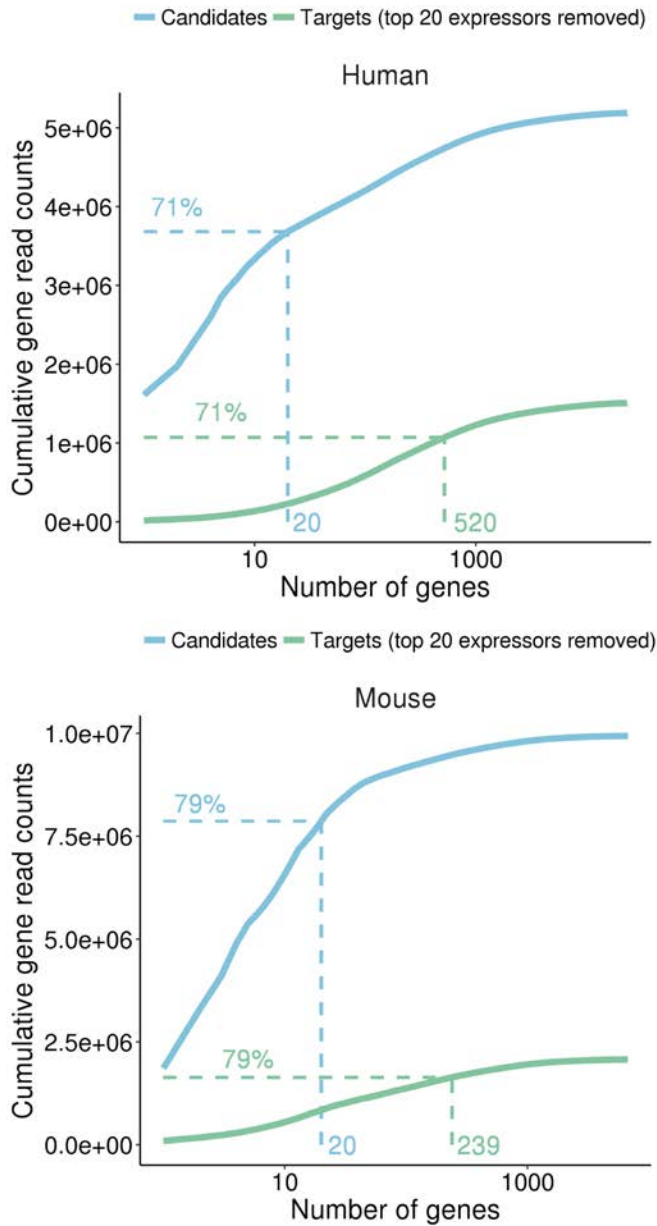 Candidates Targets (top 20 expressors removed)
Human
Cumulative gene read counts
5e+06
4e+06
3e+06
2e+06
1e+06
0e+00
71%
71%
20
520
10
1000
Number of genes
Candidates Targets (top 20 expressors removed)
Mouse
Cumulative gene read counts
1.0e+07
7.5e+06
5.0e+06
2.5e+06
0.0e+00
79%
79%
20
239
10
1000
Number of genes